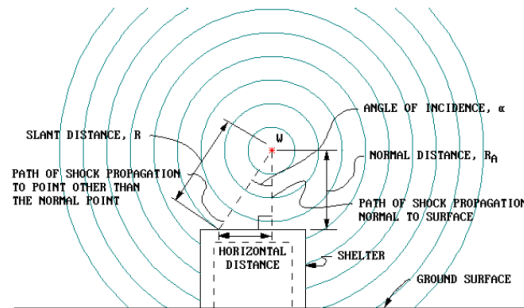 W
ANGLE OF INCIDENCE, α
SLANT DISTANCE, R
NORMAL DISTANCE, RA
PATH OF SHOCK PROPAGATION
TO POINT OTHER THAN
THE NORMAL POINT
PATH OF SHOCK PROPAGATION
NORMAL TO SURFACE
HORIZONTAL
DISTANCE
SHELTER
GROUND SURFACE